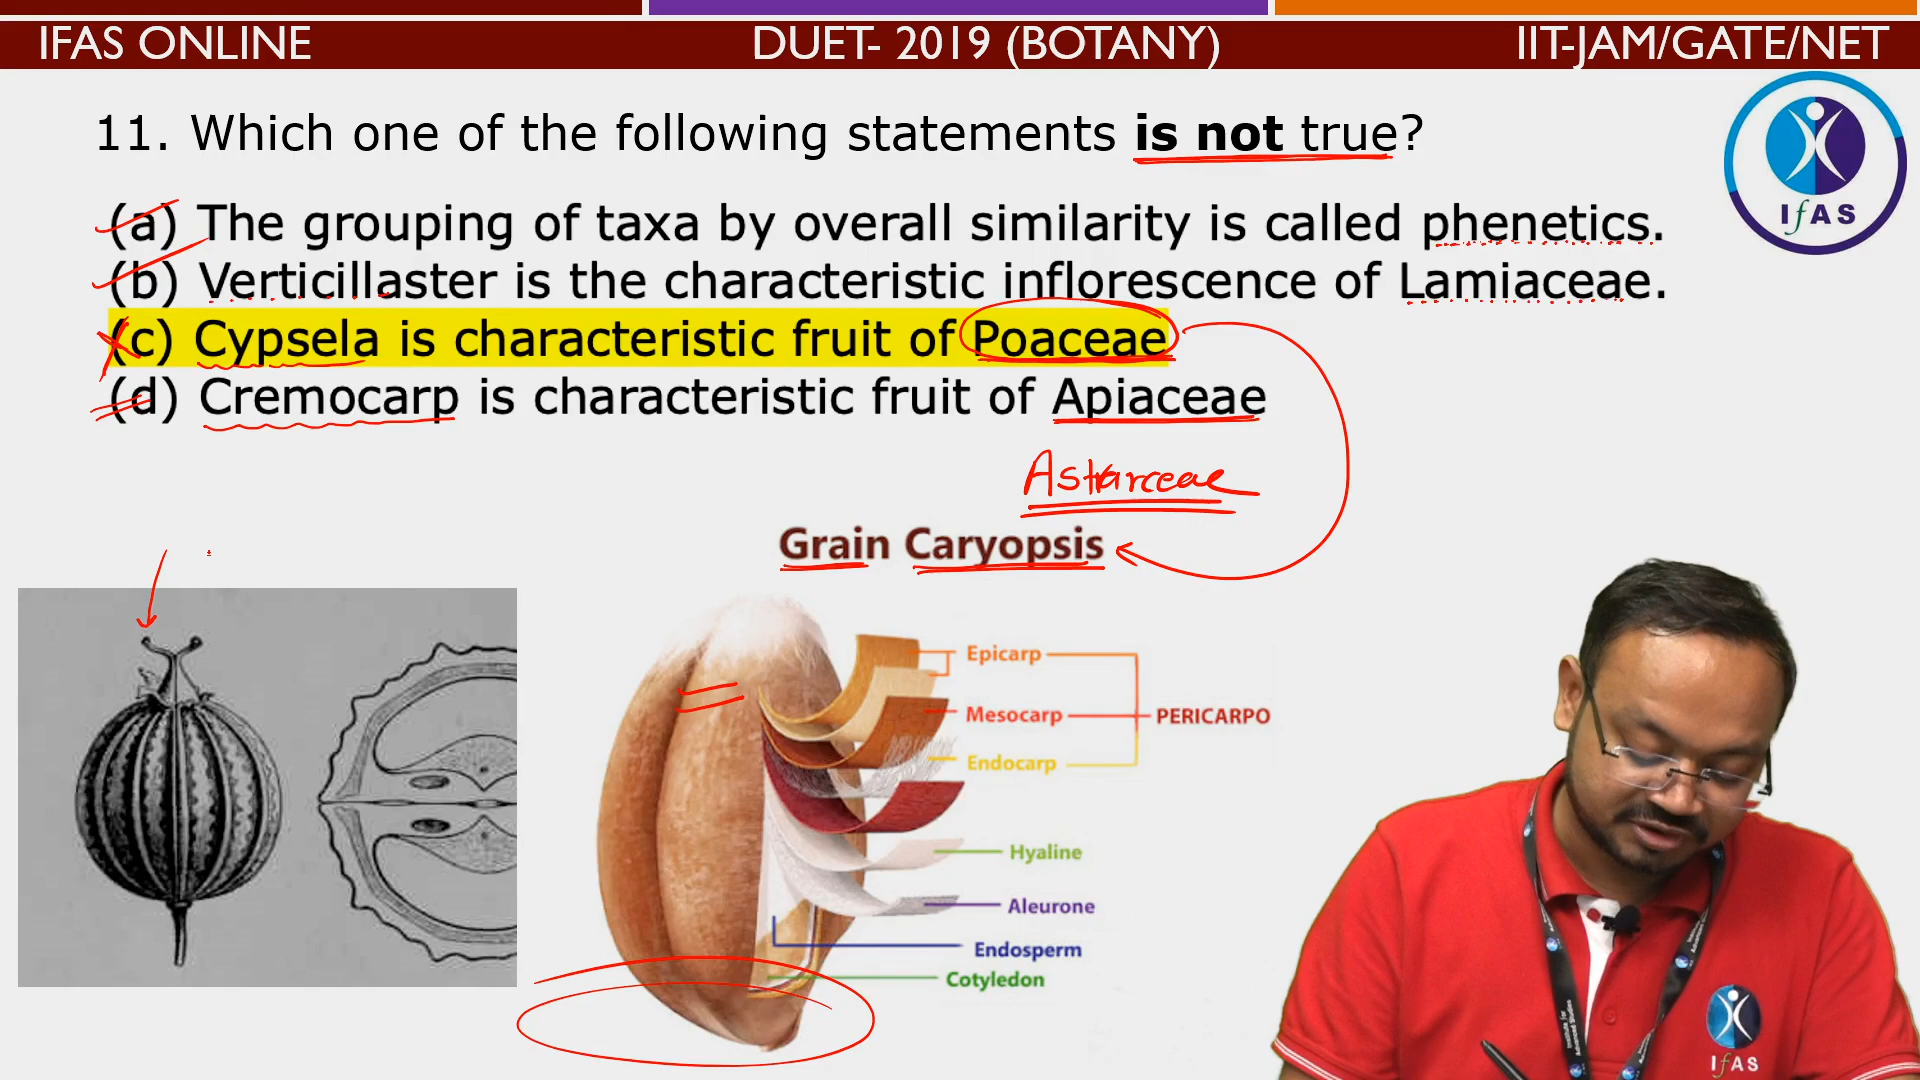 IFAS ONLINE DUET- 2019 (BOTANY) IIT-JAM/GATE/NET
11. Which one of the following statements is not true?
(a) The grouping of taxa by overall similarity is called phenetics.
(b) Verticillaster is the characteristic inflorescence of Lamiaceae.
(c) Cypsela is characteristic fruit of Poaceae
(d) Cremocarp is characteristic fruit of Apiaceae
IfAS
Grain Caryopsis
Epicarp
Mesocarp
PERICARPO
Endocarp
Hyaline
Aleurone
Endosperm
Cotyledon
IfAS